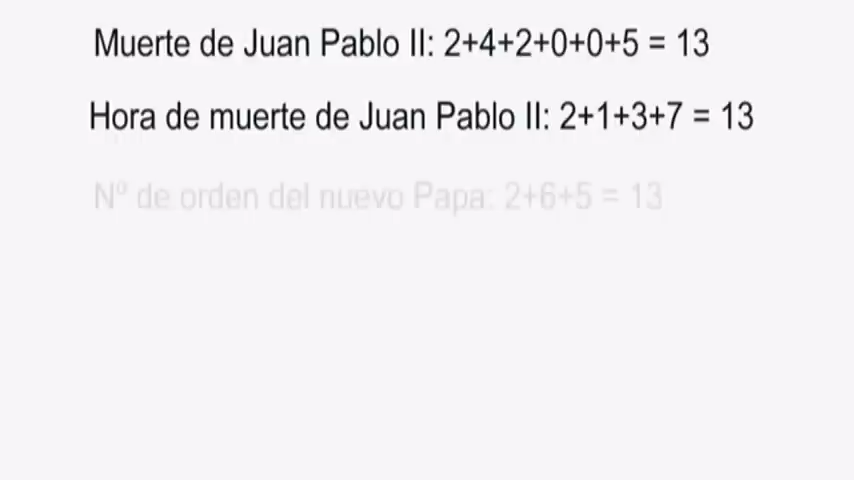 Muerte de Juan Pablo II: 2+4+2+0+0+5 = 13
Hora de muerte de Juan Pablo II: 2+1+3+7 = 13
Nº de orden del nuevo Papa: 2+6+5 = 13